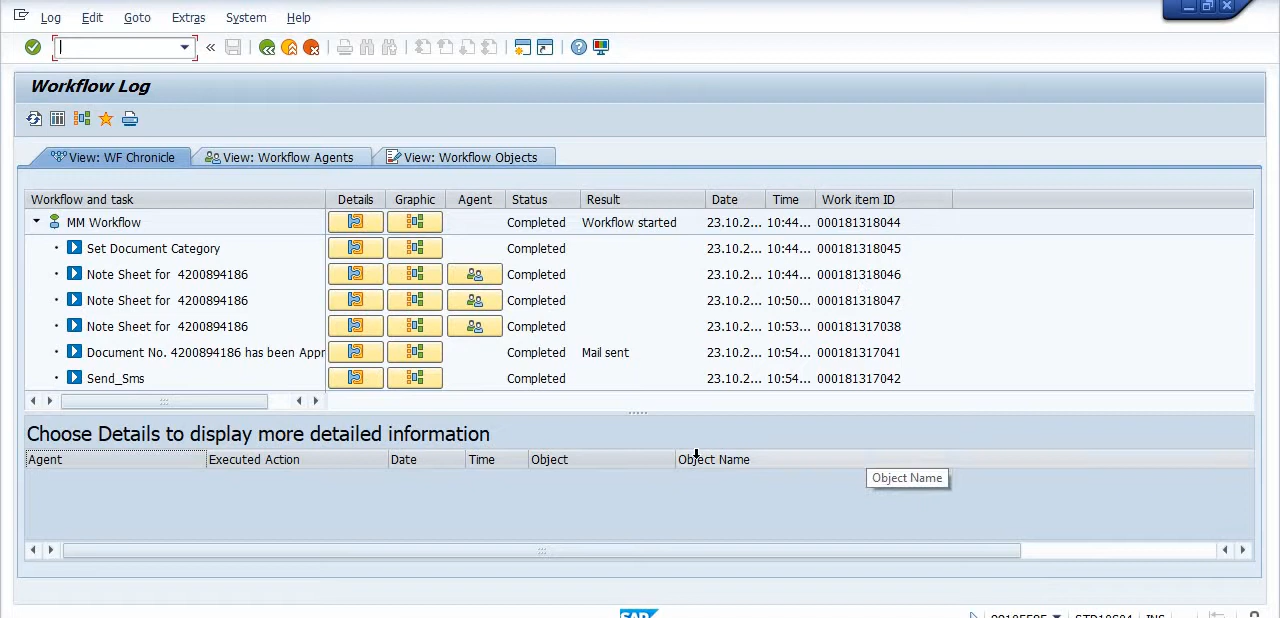 Log Edit Goto Extras System Help
Workflow Log
View: WF Chronicle View: Workflow Agents View: Workflow Objects
Workflow and task Details Graphic Agent Status Result Date Time Work item ID
MM Workflow Completed Workflow started 23.10.2... 10:44... 000181318044
Set Document Category Completed 23.10.2... 10:44... 000181318045
Note Sheet for 4200894186 Completed 23.10.2... 10:44... 000181318046
Note Sheet for 4200894186 Completed 23.10.2... 10:50... 000181318047
Note Sheet for 4200894186 Completed 23.10.2... 10:53... 000181317038
Document No. 4200894186 has been Appr Completed Mail sent 23.10.2... 10:54... 000181317041
Send_Sms Completed 23.10.2... 10:54... 000181317042
Choose Details to display more detailed information
Agent Executed Action Date Time Object Object Name
Object Name
SAP